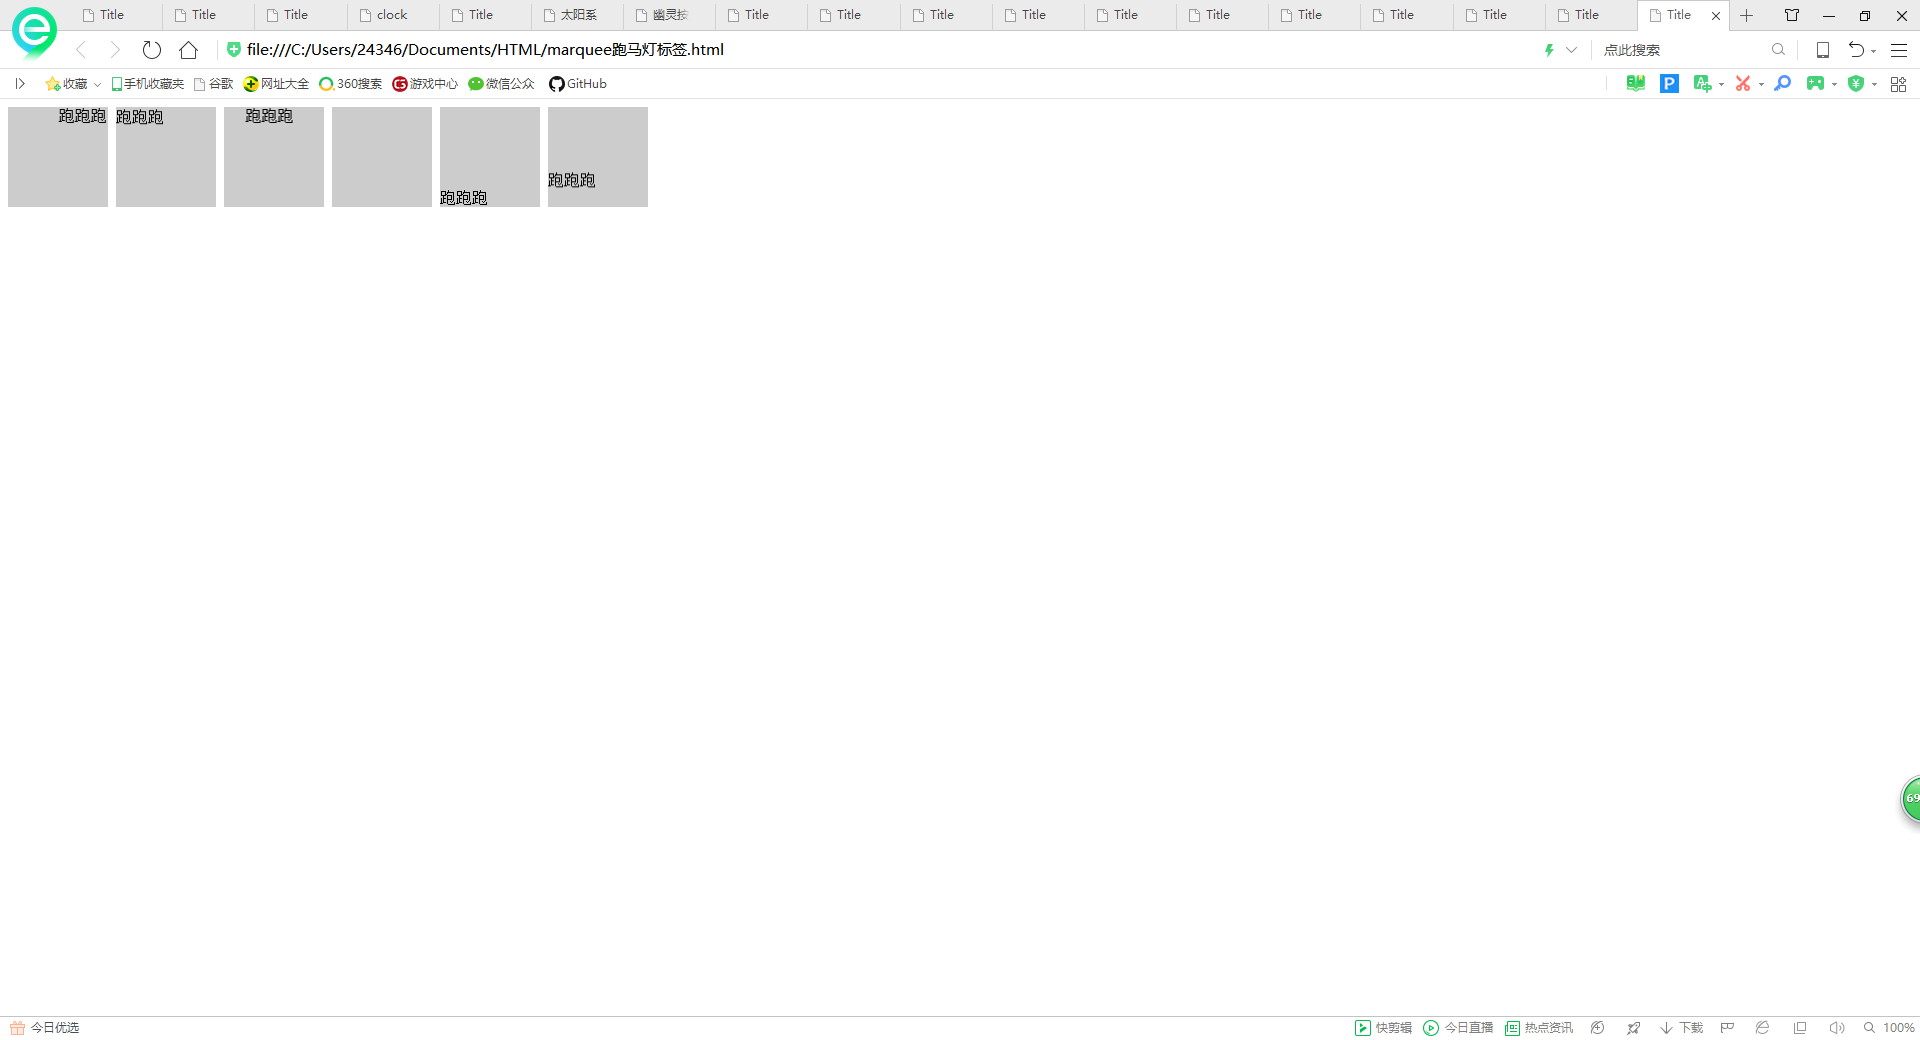 Title Title Title clock Title 太阳系 幽灵按 Title Title Title Title Title Title Title Title Title Title Title
file:///C:/Users/24346/Documents/HTML/marquee跑马灯标签.html 点此搜索
收藏 手机收藏夹 谷歌 网址大全 360搜索 游戏中心 微信公众 GitHub
跑跑跑 跑跑跑 跑跑跑
跑跑跑
跑跑跑
69
今日优选 快剪辑 今日直播 热点资讯 下载 100%